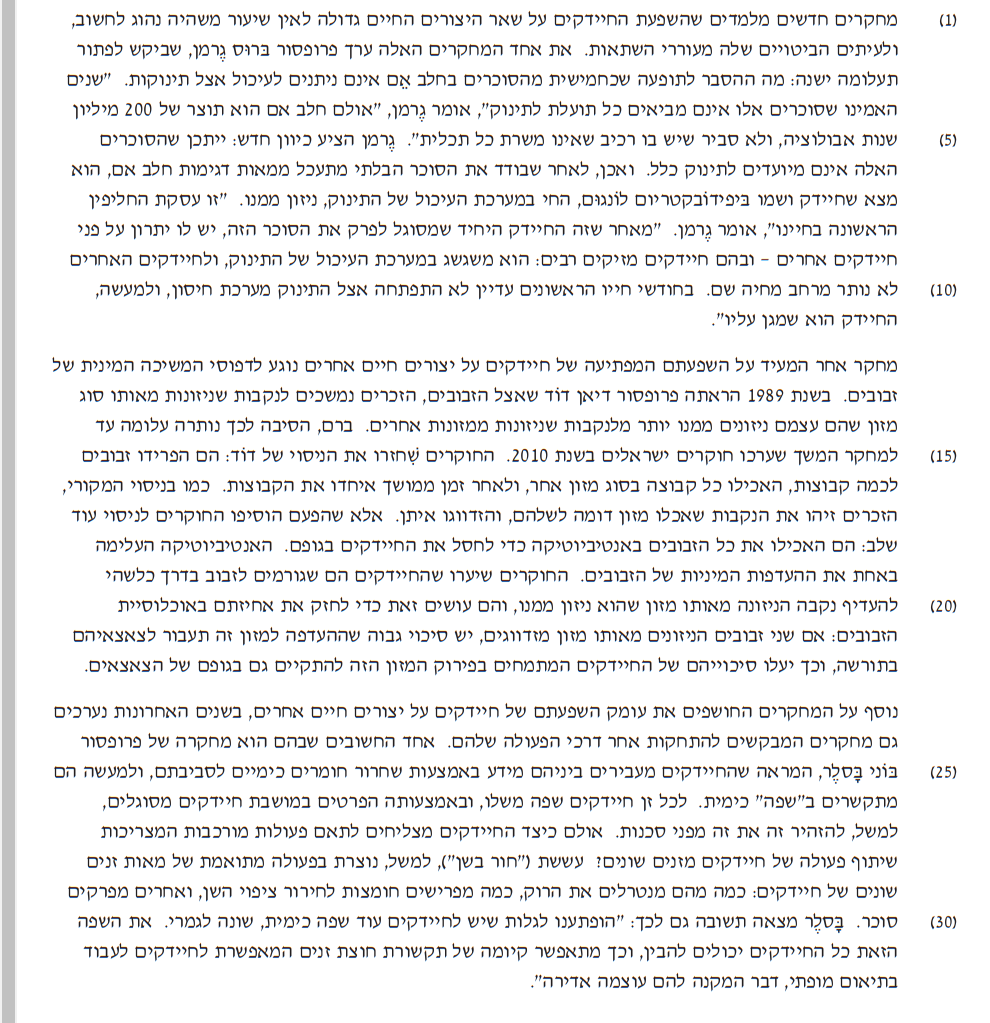 (1) מחקרים חדשים מלמדים שהשפעת החיידקים על שאר היצורים החיים גדולה לאין שיעור משהיה נהוג לחשוב,
ולעיתים הביטויים שלה מעוררי השתאות. את אחד המחקרים האלה ערך פרופסור בּרוּס גֶרמן, שביקש לפתור
תעלומה ישנה: מה ההסבר לתופעה שכחמישית מהסוכרים בחלב אֵם אינם ניתנים לעיכול אצל תינוקות. "שנים
האמינו שסוכרים אלו אינם מביאים כל תועלת לתינוק", אומר גֶרמן, "אולם חלב אם הוא תוצר של 200 מיליון
(5) שנות אבולוציה, ולא סביר שיש בו רכיב שאינו משרת כל תכלית". גֶרמן הציע כיוון חדש: ייתכן שהסוכרים
האלה אינם מיועדים לתינוק כלל. ואכן, לאחר שבודד את הסוכר הבלתי מתעכל ממאות דגימות חלב אם, הוא
מצא שחיידק ושמו בּיפידוֹבּקטריום לוֹנגוּם, החי במערכת העיכול של התינוק, ניזון ממנו. "זו עסקת החליפין
הראשונה בחיינו", אומר גֶרמן. "מאחר שזה החיידק היחיד שמסוגל לפרק את הסוכר הזה, יש לו יתרון על פני
חיידקים אחרים – ובהם חיידקים מזיקים רבים: הוא משגשג במערכת העיכול של התינוק, ולחיידקים האחרים
(10) לא נותר מרחב מחיה שם. בחודשי חייו הראשונים עדיין לא התפתחה אצל התינוק מערכת חיסון, ולמעשה,
החיידק הוא שמגן עליו".
מחקר אחר המעיד על השפעתם המפתיעה של חיידקים על יצורים חיים אחרים נוגע לדפוסי המשיכה המינית של
זבובים. בשנת 1989 הראתה פרופסור דיאן דוֹד שאצל הזבובים, הזכרים נמשכים לנקבות שניזונות מאותו סוג
מזון שהם עצמם ניזונים ממנו יותר מלנקבות שניזונות ממזונות אחרים. ברם, הסיבה לכך נותרה עלומה עד
(15) למחקר המשך שערכו חוקרים ישראלים בשנת 2010. החוקרים שִׁחזרו את הניסוי של דוֹד: הם הפרידו זבובים
לכמה קבוצות, האכילו כל קבוצה בסוג מזון אחר, ולאחר זמן ממושך איחדו את הקבוצות. כמו בניסוי המקורי,
הזכרים זיהו את הנקבות שאכלו מזון דומה לשלהם, והזדווגו איתן. אלא שהפעם הוסיפו החוקרים לניסוי עוד
שלב: הם האכילו את כל הזבובים באנטיביוטיקה כדי לחסל את החיידקים בגופם. האנטיביוטיקה העלימה
באחת את ההעדפות המיניות של הזבובים. החוקרים שיערו שהחיידקים הם שגורמים לזבוב בדרך כלשהי
(20) להעדיף נקבה הניזונה מאותו מזון שהוא ניזון ממנו, והם עושים זאת כדי לחזק את אחיזתם באוכלוסיית
הזבובים: אם שני זבובים הניזונים מאותו מזון מזדווגים, יש סיכוי גבוה שההעדפה למזון זה תעבור לצאצאיהם
בתורשה, וכך יעלו סיכוייהם של החיידקים המתמחים בפירוק המזון הזה להתקיים גם בגופם של הצאצאים.
נוסף על המחקרים החושפים את עומק השפעתם של חיידקים על יצורים חיים אחרים, בשנים האחרונות נערכים
גם מחקרים המבקשים להתחקות אחר דרכי הפעולה שלהם. אחד החשובים שבהם הוא מחקרה של פרופסור
(25) בּוֹני בָּסלֶר, המראה שהחיידקים מעבירים ביניהם מידע באמצעות שחרור חומרים כימיים לסביבתם, ולמעשה הם
מתקשרים ב"שפה" כימית. לכל זן חיידקים שפה משלו, ובאמצעותה הפרטים במושבת חיידקים מסוגלים,
למשל, להזהיר זה את זה מפני סכנות. אולם כיצד החיידקים מצליחים לתאם פעולות מורכבות המצריכות
שיתוף פעולה של חיידקים מזנים שונים? עששת ("חור בשן"), למשל, נוצרת בפעולה מתואמת של מאות זנים
שונים של חיידקים: כמה מהם מנטרלים את הרוק, כמה מפרישים חומצות לחירור ציפוי השן, ואחרים מפרקים
(30) סוכר. בָּסלֶר מצאה תשובה גם לכך: "הופתענו לגלות שיש לחיידקים עוד שפה כימית, שונה לגמרי. את השפה
הזאת כל החיידקים יכולים להבין, וכך מתאפשר קיומה של תקשורת חוצת זנים המאפשרת לחיידקים לעבוד
בתיאום מופתי, דבר המקנה להם עוצמה אדירה".